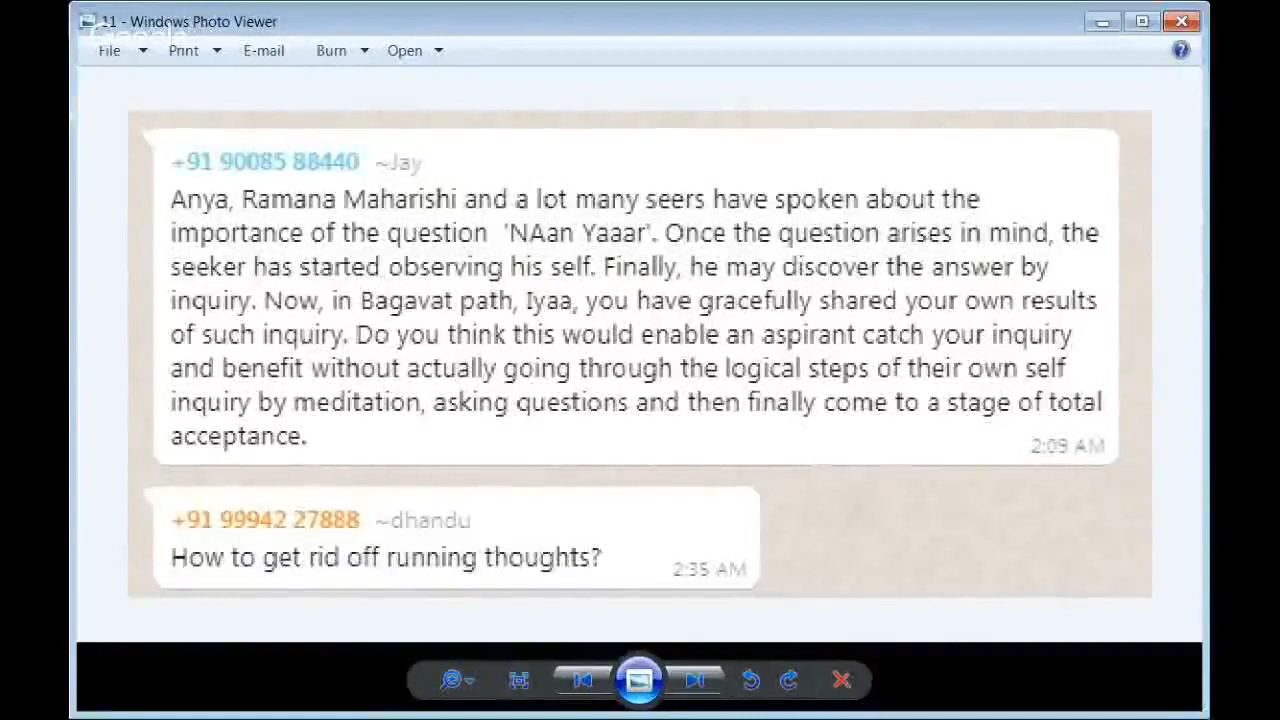 11 - Windows Photo Viewer
Google
File Print E-mail Burn Open
+91 90085 88440 ~Jay
Anya, Ramana Maharishi and a lot many seers have spoken about the
importance of the question 'NAan Yaaar'. Once the question arises in mind, the
seeker has started observing his self. Finally, he may discover the answer by
inquiry. Now, in Bagavat path, Iyaa, you have gracefully shared your own results
of such inquiry. Do you think this would enable an aspirant catch your inquiry
and benefit without actually going through the logical steps of their own self
inquiry by meditation, asking questions and then finally come to a stage of total
acceptance.
2:09 AM
+91 99942 27888 ~dhandu
How to get rid off running thoughts?
2:35 AM